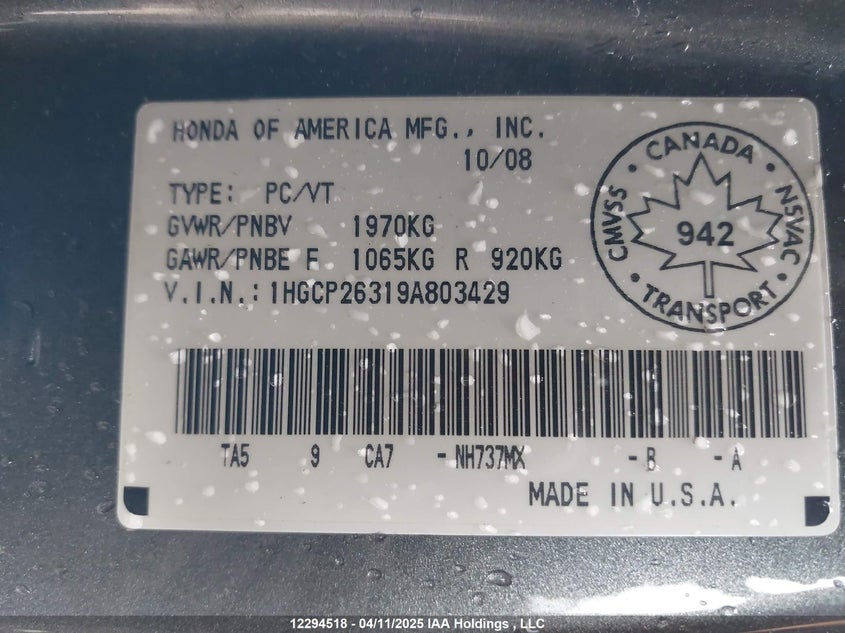 HONDA OF AMERICA MFG., INC.
10/08
TYPE: PC/VT
GVWR/PNBV 1970KG
GAWR/PNBE F 1065KG R 920KG
V.I.N.: 1HGCP26319A803429
CANADA
CMVSS
NSVAC
942
TRANSPORT
TA5 9 CA7 - NH737MX - B - A
MADE IN U.S.A.
12294518 - 04/11/2025 IAA Holdings , LLC